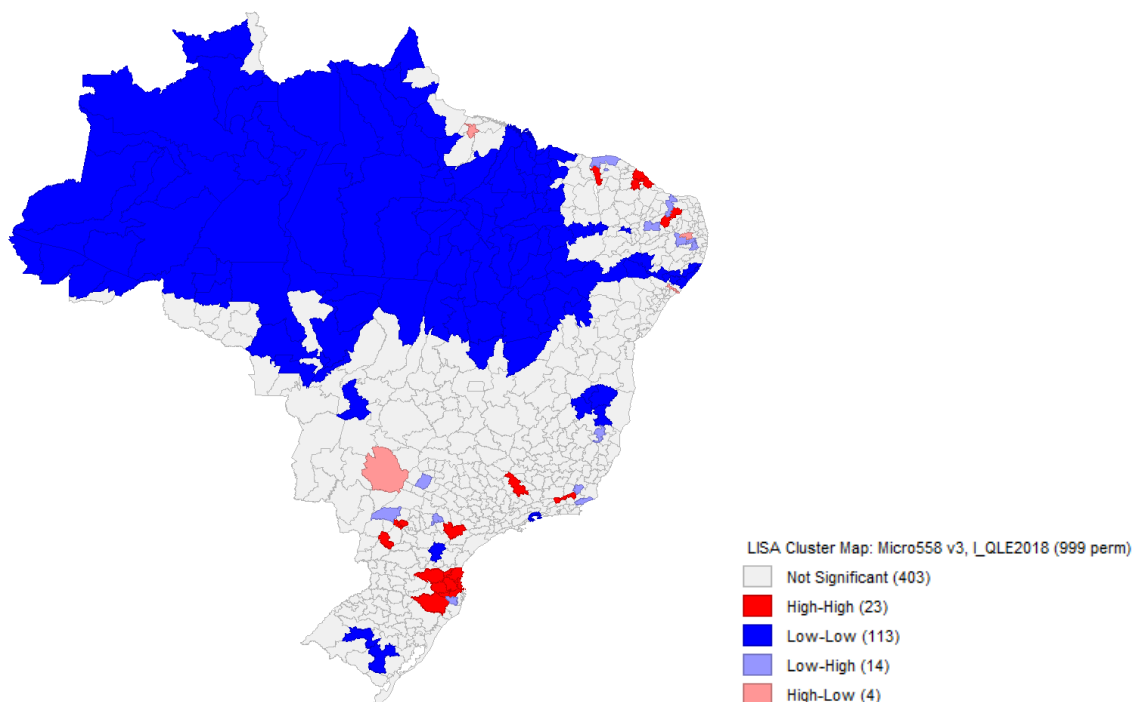 LISA Cluster Map: Micro558 v3, I_QLE2018 (999 perm)
Not Significant (403)
High-High (23)
Low-Low (113)
Low-High (14)
High-Low (4)